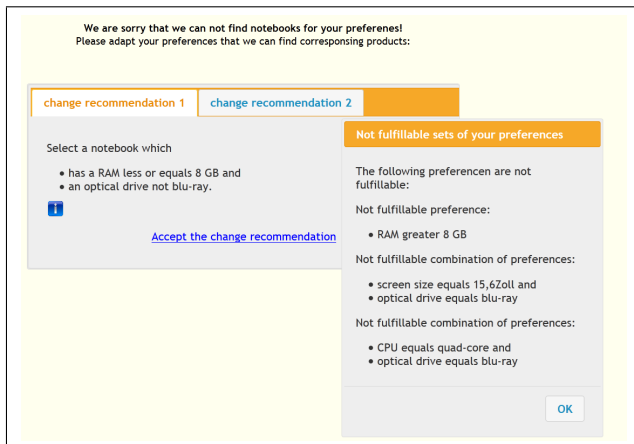 We are sorry that we can not find notebooks for your preferenes!
Please adapt your preferences that we can find corresponsing products:
change recommendation 1
change recommendation 2
Select a notebook which
• has a RAM less or equals 8 GB and
• an optical drive not blu-ray.
i
Accept the change recommendation
Not fulfillable sets of your preferences
The following preferencen are not
fulfillable:
Not fulfillable preference:
• RAM greater 8 GB
Not fulfillable combination of preferences:
• screen size equals 15,6Zoll and
• optical drive equals blu-ray
Not fulfillable combination of preferences:
• CPU equals quad-core and
• optical drive equals blu-ray
OK